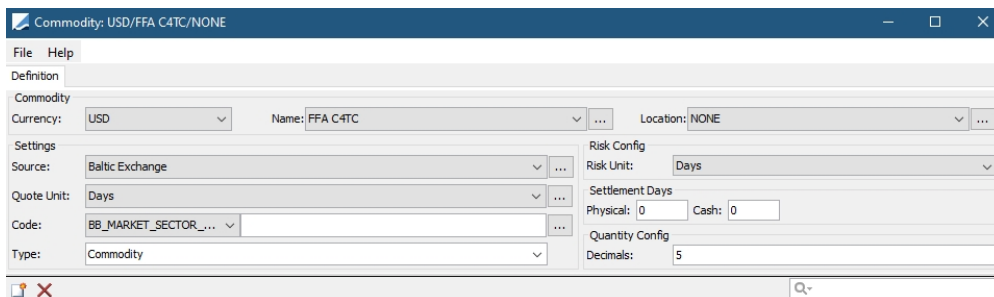 Commodity: USD/FFA C4TC/NONE
File Help
Definition
Commodity
Currency: USD Name: FFA C4TC ... Location: NONE ...
Settings Risk Config
Source: Baltic Exchange ... Risk Unit: Days
Quote Unit: Days ... Settlement Days
Physical: 0 Cash: 0
Code: BB_MARKET_SECTOR_... ...
Quantity Config
Type: Commodity Decimals: 5